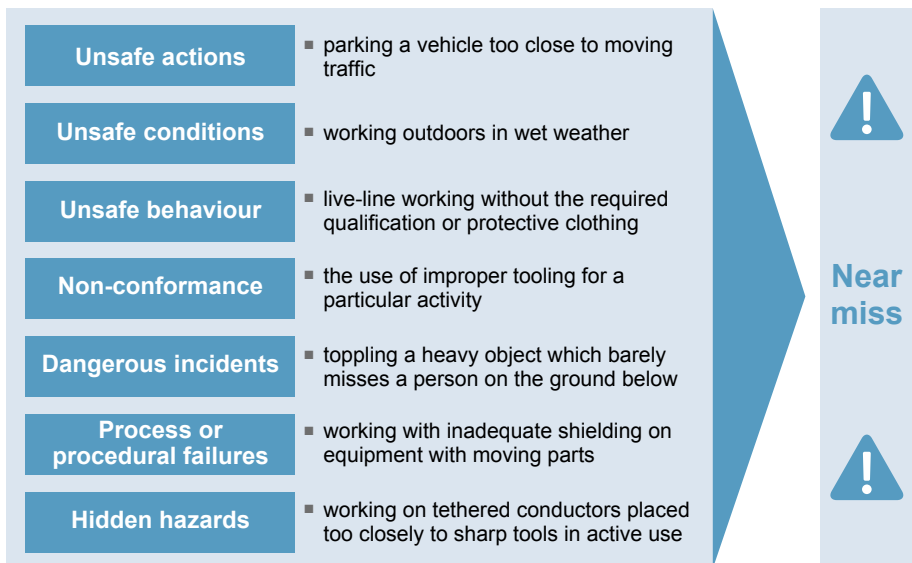 Unsafe actions
■ parking a vehicle too close to moving
traffic
Unsafe conditions
■ working outdoors in wet weather
Unsafe behaviour
■ live-line working without the required
qualification or protective clothing
Non-conformance
■ the use of improper tooling for a
particular activity
Dangerous incidents
■ toppling a heavy object which barely
misses a person on the ground below
Process or
procedural failures
■ working with inadequate shielding on
equipment with moving parts
Hidden hazards
■ working on tethered conductors placed
too closely to sharp tools in active use
!
Near
miss
!